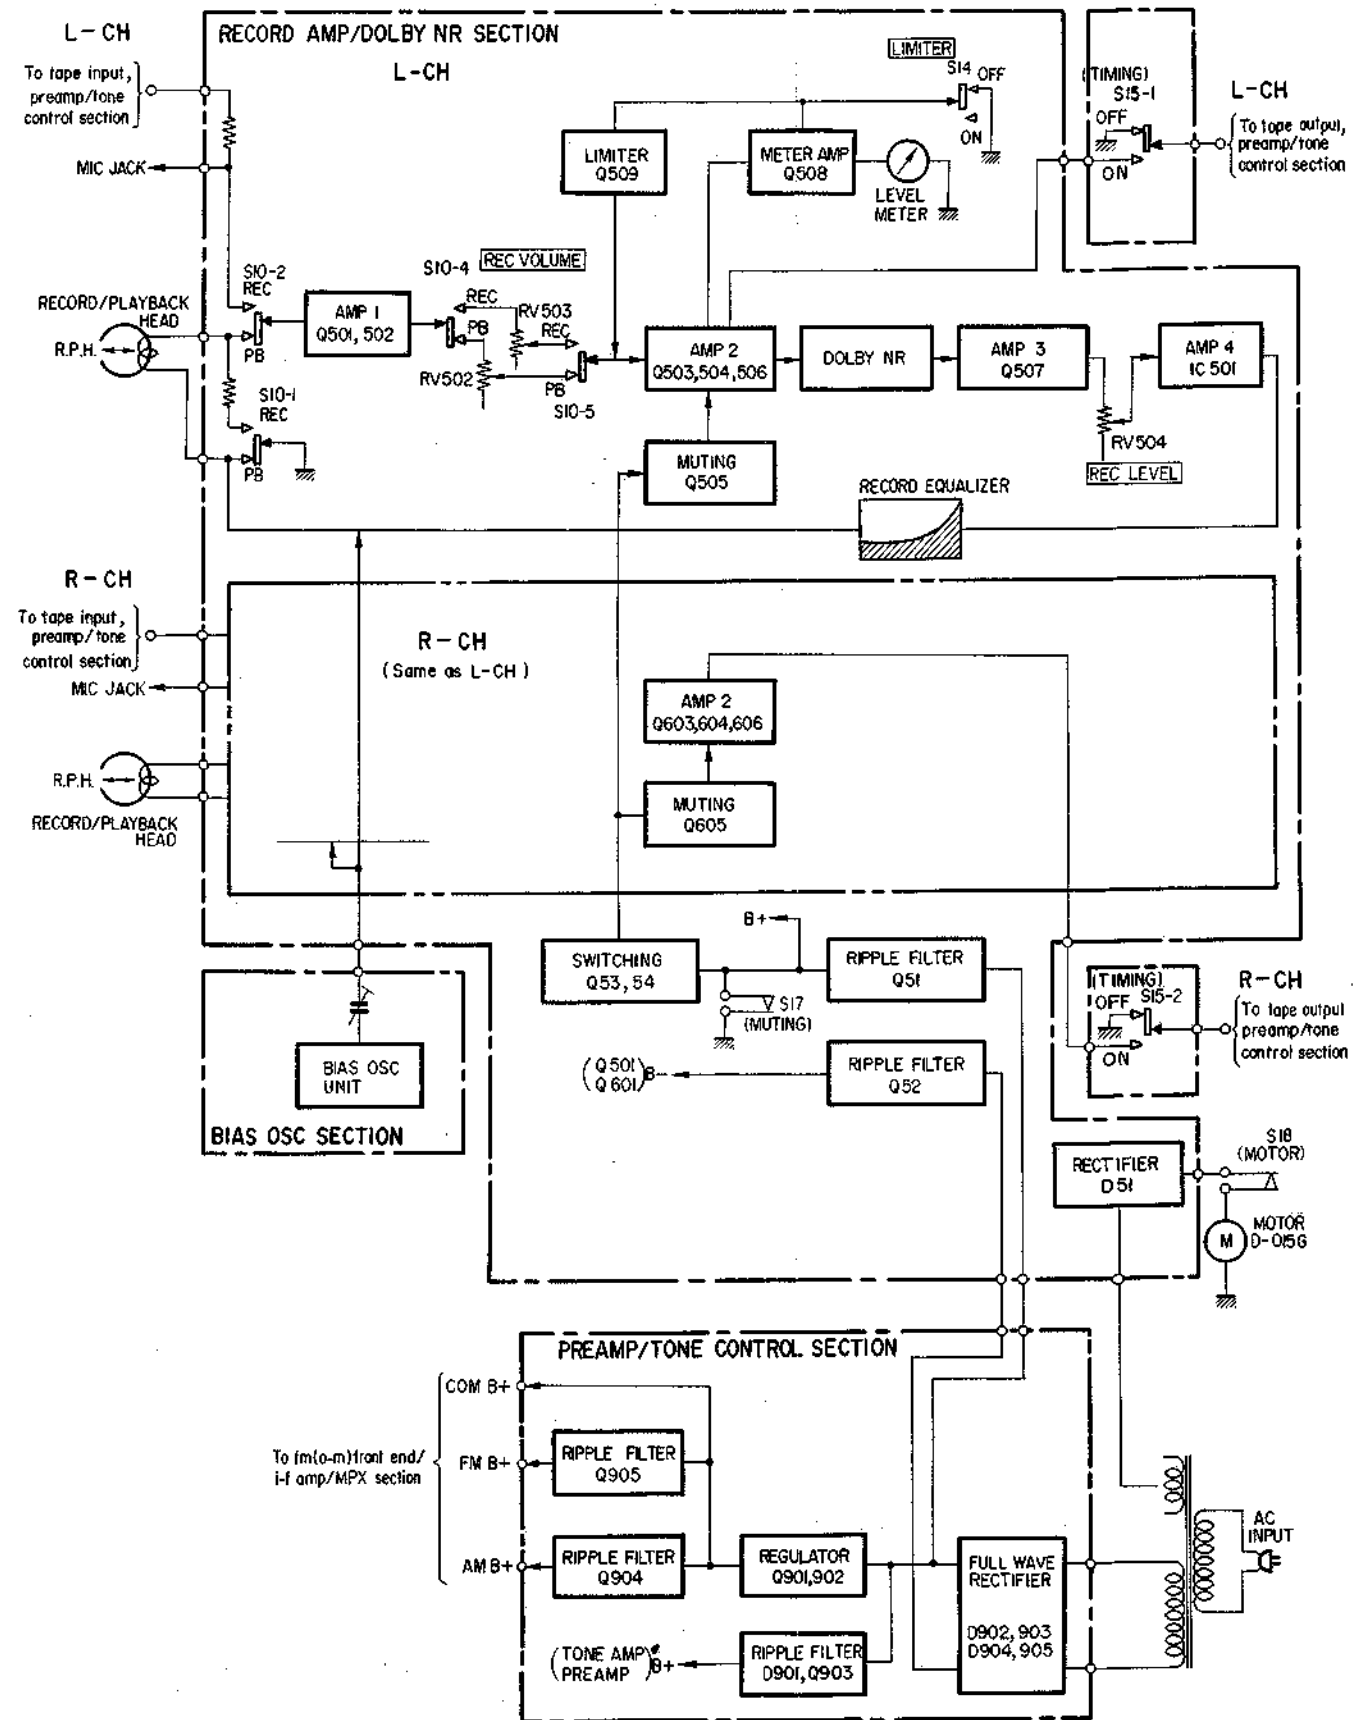 L-CH
RECORD AMP/DOLBY NR SECTION
L-CH
To tape input,
preamp/tone
control section
MIC JACK
LIMITER
S14
OFF
ON
(TIMING)
S15-1
OFF
ON
L-CH
To tape output,
preamp/tone
control section
LIMITER
Q509
METER AMP
Q508
LEVEL
METER
S10-2
REC
PB
S10-4
REC VOLUME
REC
RV503
REC
PB
RV502
PB
S10-5
RECORD/PLAYBACK
HEAD
R.P.H.
AMP 1
Q501, 502
AMP 2
Q503,504,506
DOLBY NR
AMP 3
Q507
AMP 4
IC 501
S10-1
REC
PB
RV504
REC LEVEL
MUTING
Q505
RECORD EQUALIZER
R-CH
To tape input,
preamp/tone
control section
MIC JACK
R-CH
(Same as L-CH)
AMP 2
Q603,604,606
R.P.H.
RECORD/PLAYBACK
HEAD
MUTING
Q605
B+
SWITCHING
Q53, 54
S17
(MUTING)
RIPPLE FILTER
Q51
(TIMING)
OFF
S15-2
ON
R-CH
To tape output
preamp/tone
control section
(Q501
Q601) B-
RIPPLE FILTER
Q52
BIAS OSC
UNIT
BIAS OSC SECTION
RECTIFIER
D51
S18
(MOTOR)
M
MOTOR
D-015G
PREAMP/TONE CONTROL SECTION
COM B+
To fm(a-m)front end/
i-f amp/MPX section
FM B+
RIPPLE FILTER
Q905
AM B+
RIPPLE FILTER
Q904
REGULATOR
Q901,902
FULL WAVE
RECTIFIER
D902, 903
D904, 905
AC
INPUT
(TONE AMP
PREAMP) B+
RIPPLE FILTER
D901, Q903